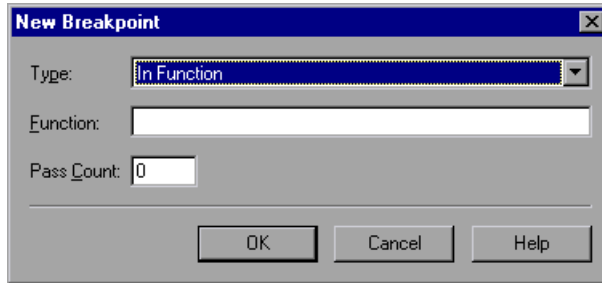 New Breakpoint
Type: In Function
Function:
Pass Count: 0
OK Cancel Help